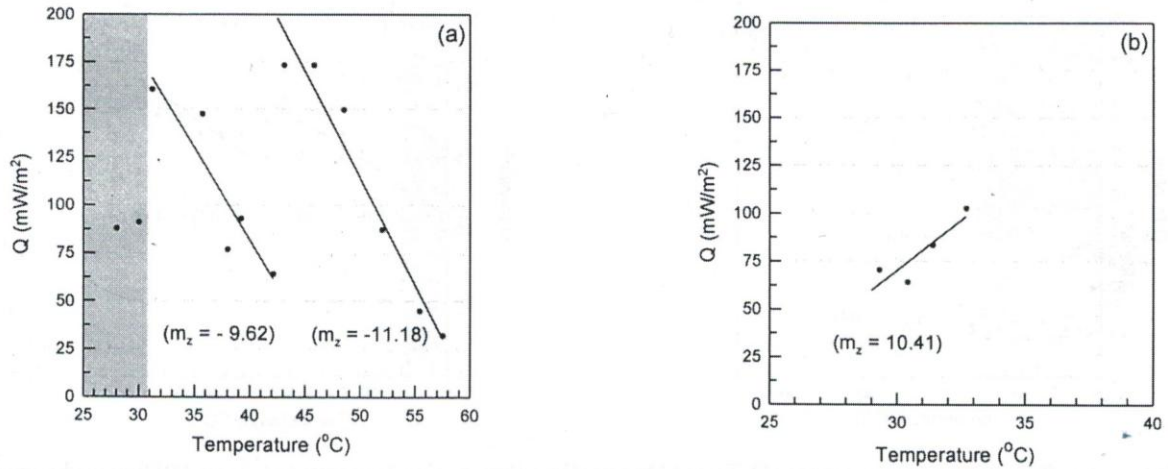 (a)
200
175
150
125
100
75
50
25
0
Q (mW/m²)
(m_z = - 9.62) (m_z = -11.18)
25 30 35 40 45 50 55 60
Temperature (°C)
(b)
200
175
150
125
100
75
50
25
0
Q (mW/m²)
(m_z = 10.41)
25 30 35 40
Temperature (°C)